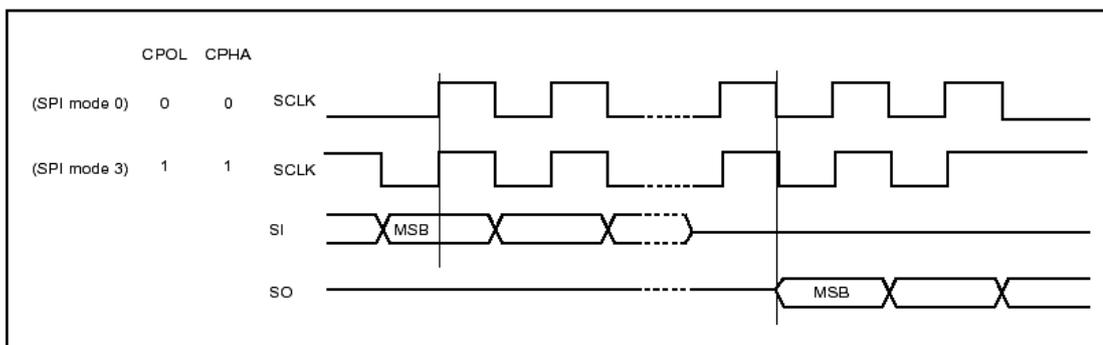 CPOL CPHA
(SPI mode 0) 0 0 SCLK
(SPI mode 3) 1 1 SCLK
SI MSB
SO MSB